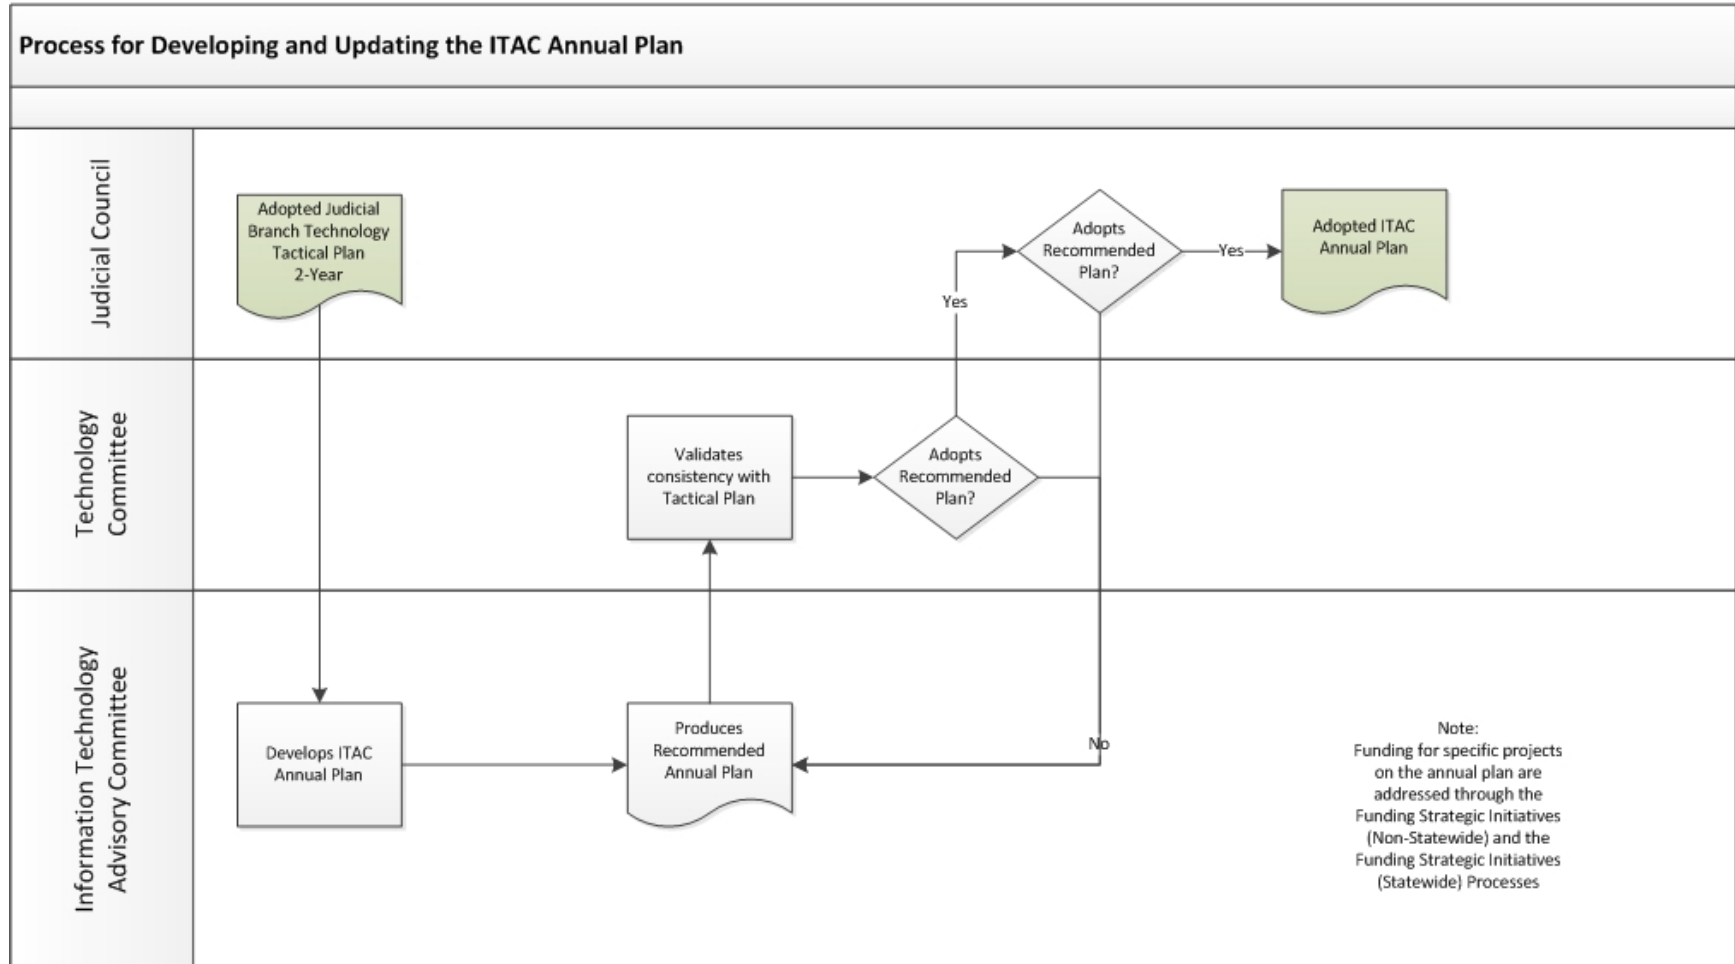 Process for Developing and Updating the ITAC Annual Plan
Judicial Council
Adopted Judicial
Branch Technology
Tactical Plan
2-Year
Adopts
Recommended
Plan?
Yes
Adopted ITAC
Annual Plan
Yes
Technology
Committee
Validates
consistency with
Tactical Plan
Adopts
Recommended
Plan?
Information Technology
Advisory Committee
Develops ITAC
Annual Plan
Produces
Recommended
Annual Plan
No
Note:
Funding for specific projects
on the annual plan are
addressed through the
Funding Strategic Initiatives
(Non-Statewide) and the
Funding Strategic Initiatives
(Statewide) Processes